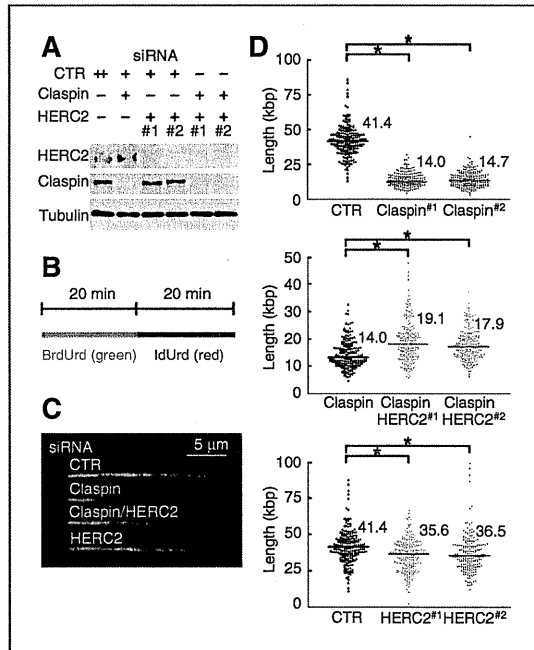 A
siRNA
CTR ++ – + + – –
Claspin – + – – + +
HERC2 – – + + + +
#1 #2 #1 #2
HERC2
Claspin
Tubulin
B
20 min 20 min
BrdUrd (green) IdUrd (red)
C
siRNA
5 µm
CTR
Claspin
Claspin/HERC2
HERC2
D
*
*
Length (kbp)
100
75
50
25
0
41.4
14.0
14.7
CTR Claspin#1 Claspin#2
*
*
Length (kbp)
50
40
30
20
10
0
14.0
19.1
17.9
Claspin Claspin Claspin
HERC2#1 HERC2#2
*
*
Length (kbp)
100
75
50
25
0
41.4
35.6
36.5
CTR HERC2#1 HERC2#2